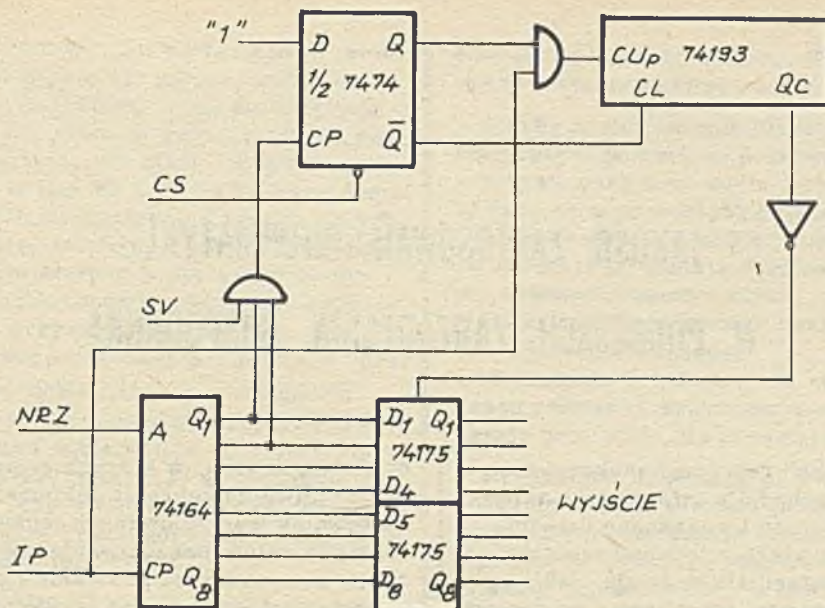 "1"
D Q
1/2 7474
CP Q̅
CUp 74193
CL QC
CS
SV
NRZ
A Q1
74164
IP
CP Q8
D1 Q1
74175
D4
D5
74175
D8 Q8
WYJŚCIE